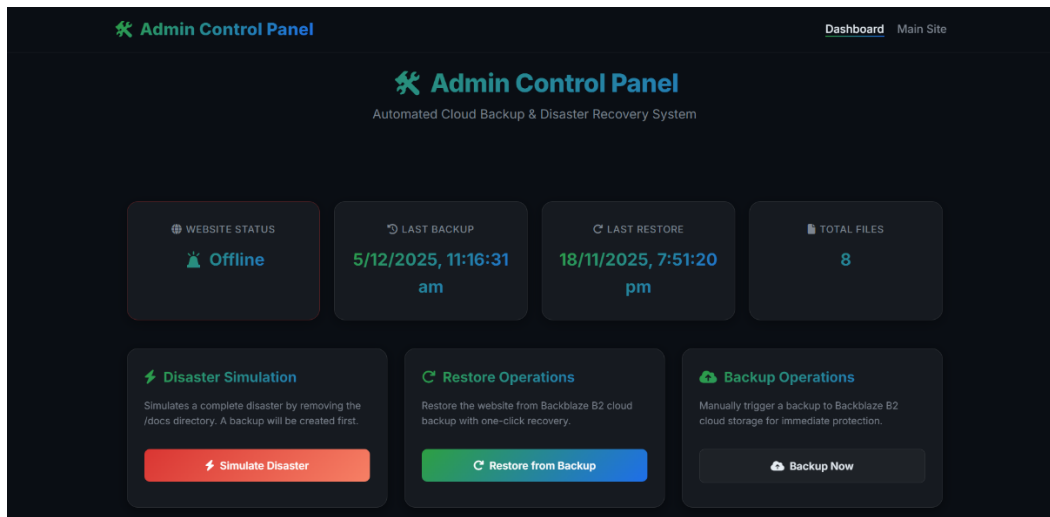 Admin Control Panel
Dashboard Main Site
Admin Control Panel
Automated Cloud Backup & Disaster Recovery System
WEBSITE STATUS
Offline
LAST BACKUP
5/12/2025, 11:16:31
am
LAST RESTORE
18/11/2025, 7:51:20
pm
TOTAL FILES
8
Disaster Simulation
Simulates a complete disaster by removing the
/docs directory. A backup will be created first.
Simulate Disaster
Restore Operations
Restore the website from Backblaze B2 cloud
backup with one-click recovery.
Restore from Backup
Backup Operations
Manually trigger a backup to Backblaze B2
cloud storage for immediate protection.
Backup Now